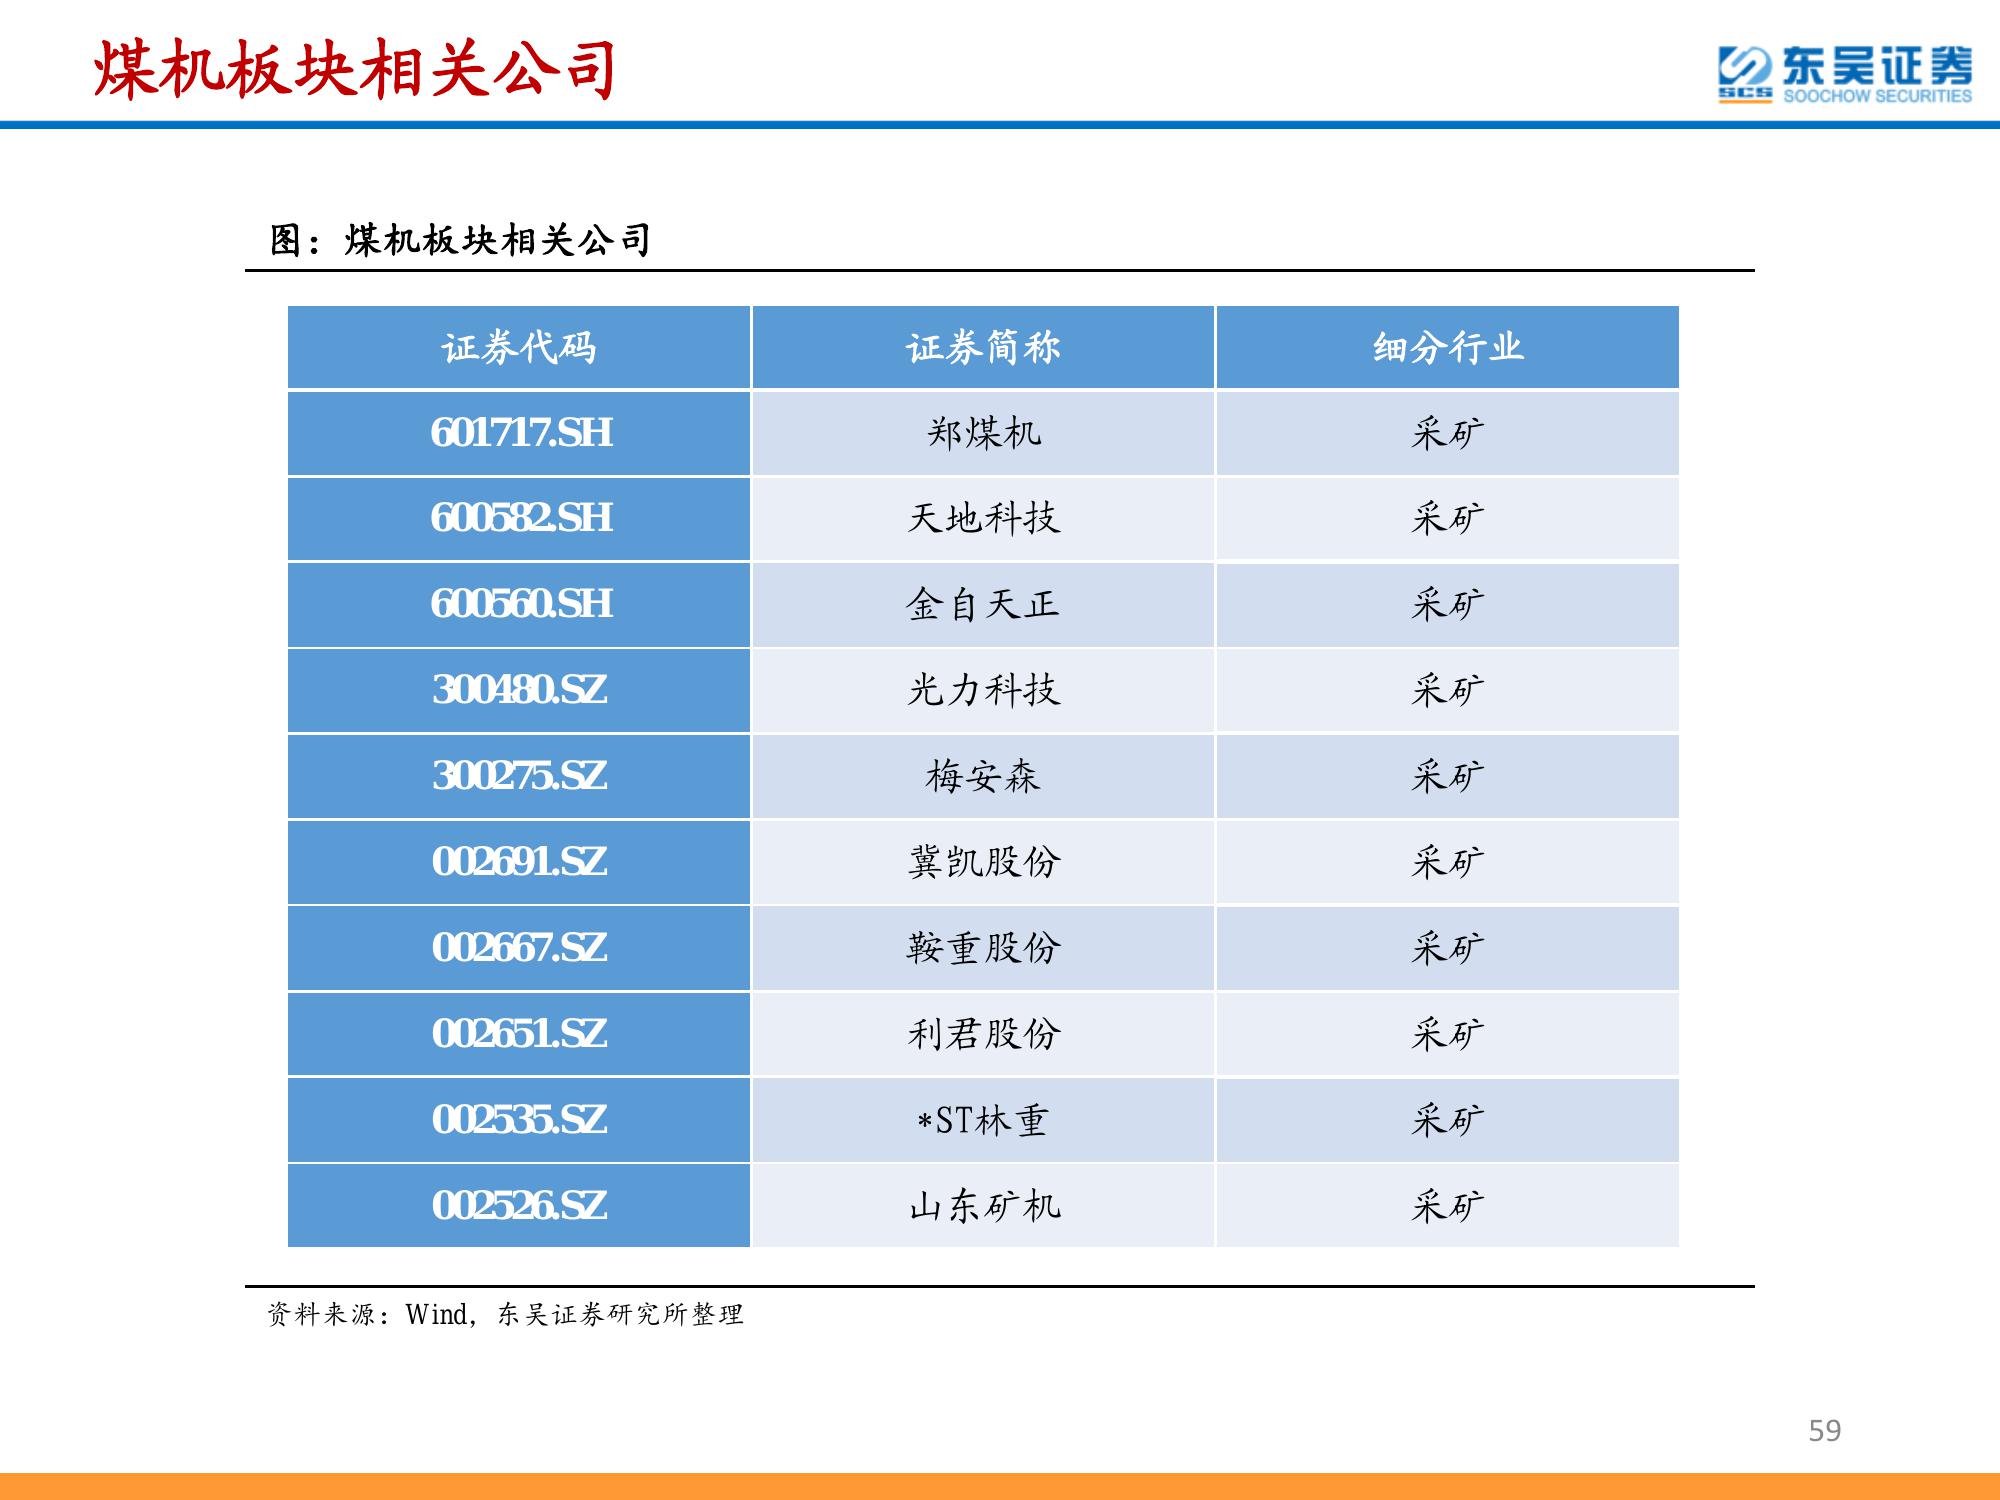 煤机板块相关公司
SCS 东吴证券
SOOCHOW SECURITIES
图：煤机板块相关公司
证券代码 证券简称 细分行业
601717.SH 郑煤机 采矿
600582.SH 天地科技 采矿
600560.SH 金自天正 采矿
300480.SZ 光力科技 采矿
300275.SZ 梅安森 采矿
002691.SZ 冀凯股份 采矿
002667.SZ 鞍重股份 采矿
002651.SZ 利君股份 采矿
002535.SZ *ST林重 采矿
002526.SZ 山东矿机 采矿
资料来源：Wind，东吴证券研究所整理
59